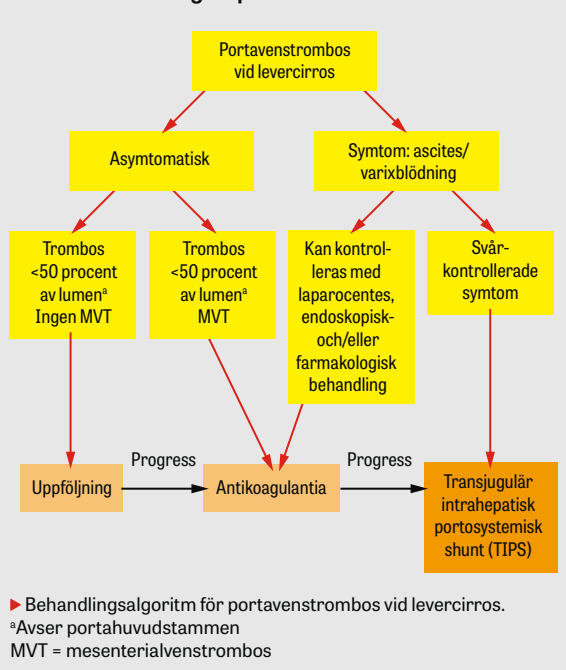 Portavenstrombos
vid levercirros
Asymtomatisk
Symtom: ascites/
varixblödning
Trombos
<50 procent
av lumenᵃ
Ingen MVT
Trombos
<50 procent
av lumenᵃ
MVT
Kan kontrol-
leras med
laparocentes,
endoskopisk-
och/eller
farmakologisk
behandling
Svår-
kontrollerade
symtom
Uppföljning
Progress
Antikoagulantia
Progress
Transjugulär
intrahepatisk
portosystemisk
shunt (TIPS)
Behandlingsalgoritm för portavenstrombos vid levercirros.
ᵃAvser portahuvudstammen
MVT = mesenterialvenstrombos